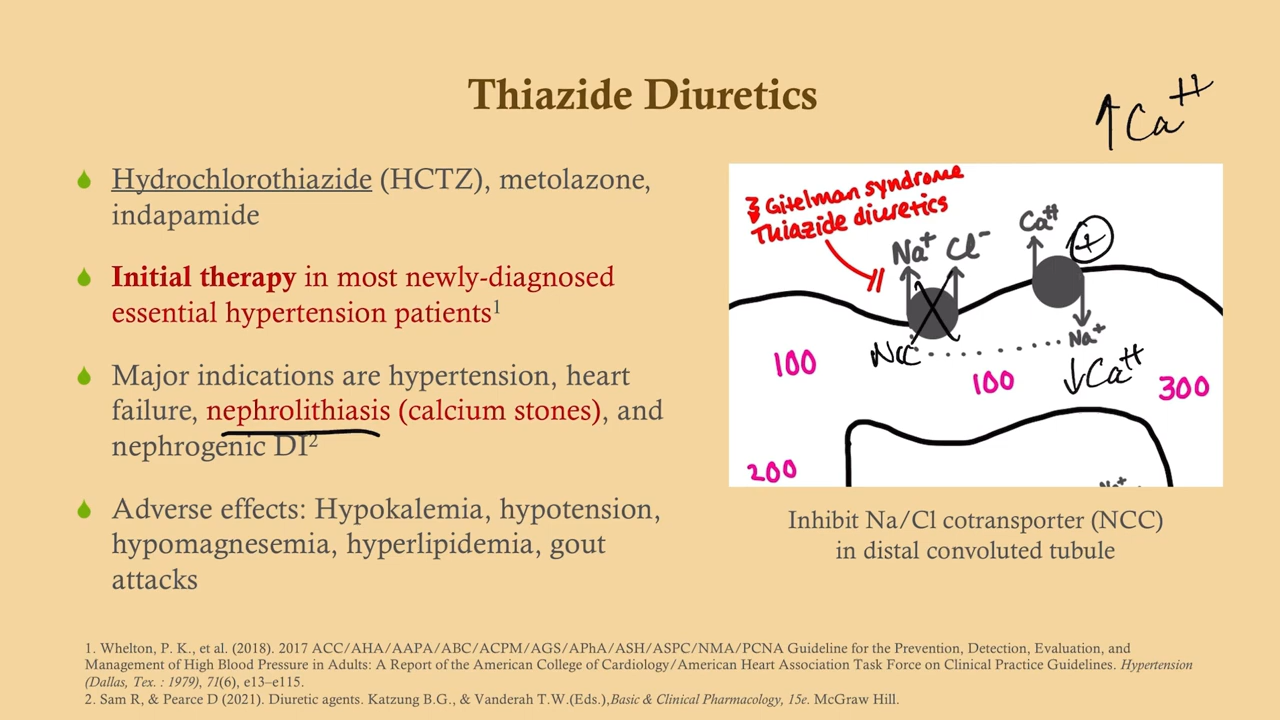 Thiazide Diuretics
↑Ca++
Hydrochlorothiazide (HCTZ), metolazone,
indapamide
Initial therapy in most newly-diagnosed
essential hypertension patients1
Major indications are hypertension, heart
failure, nephrolithiasis (calcium stones), and
nephrogenic DI2
Adverse effects: Hypokalemia, hypotension,
hypomagnesemia, hyperlipidemia, gout
attacks
Gitelman syndrome
Thiazide diuretics
Na+ Cl-
Ca++
+
NCC
Na+
↓Ca++
100
100
300
200
Na+
Inhibit Na/Cl cotransporter (NCC)
in distal convoluted tubule
1. Whelton, P. K., et al. (2018). 2017 ACC/AHA/AAPA/ABC/ACPM/AGS/APhA/ASH/ASPC/NMA/PCNA Guideline for the Prevention, Detection, Evaluation, and
Management of High Blood Pressure in Adults: A Report of the American College of Cardiology/American Heart Association Task Force on Clinical Practice Guidelines. Hypertension
(Dallas, Tex. : 1979), 71(6), e13–e115.
2. Sam R, & Pearce D (2021). Diuretic agents. Katzung B.G., & Vanderah T.W.(Eds.),Basic & Clinical Pharmacology, 15e. McGraw Hill.